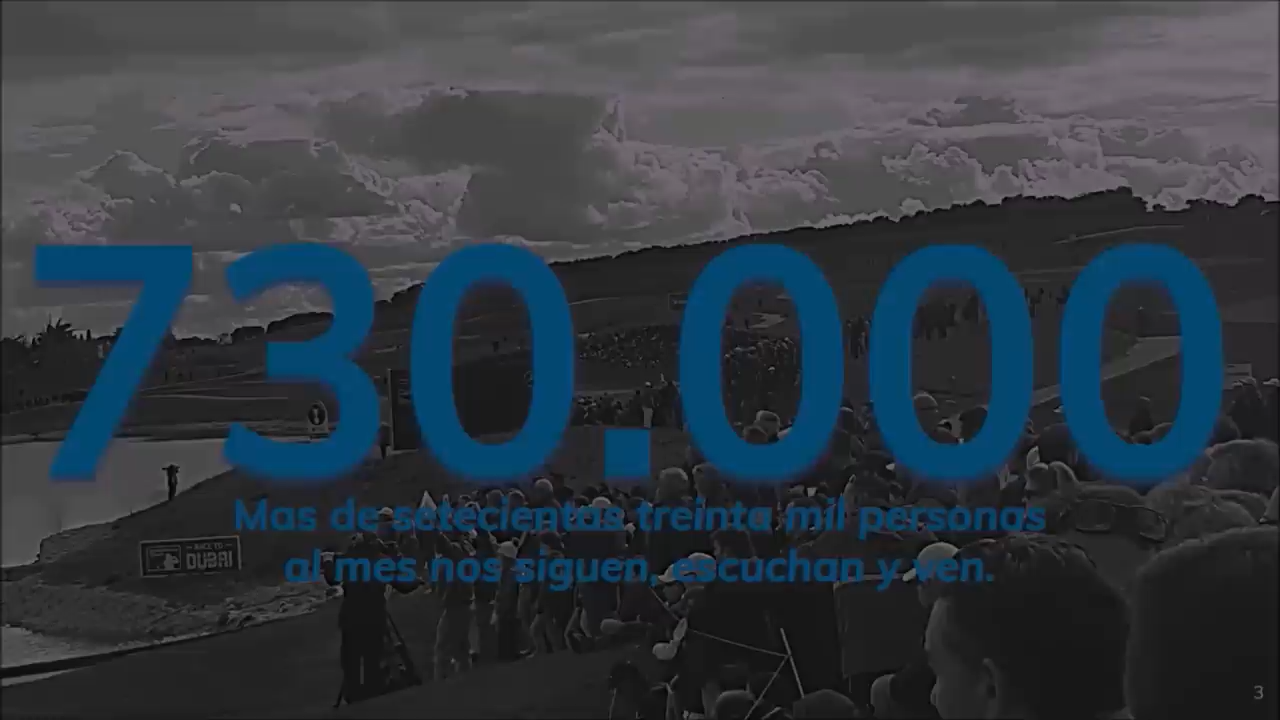 730.000
Mas de setecientas treinta mil personas
al mes nos siguen, escuchan y ven.
RACE TO
DUBAI
3